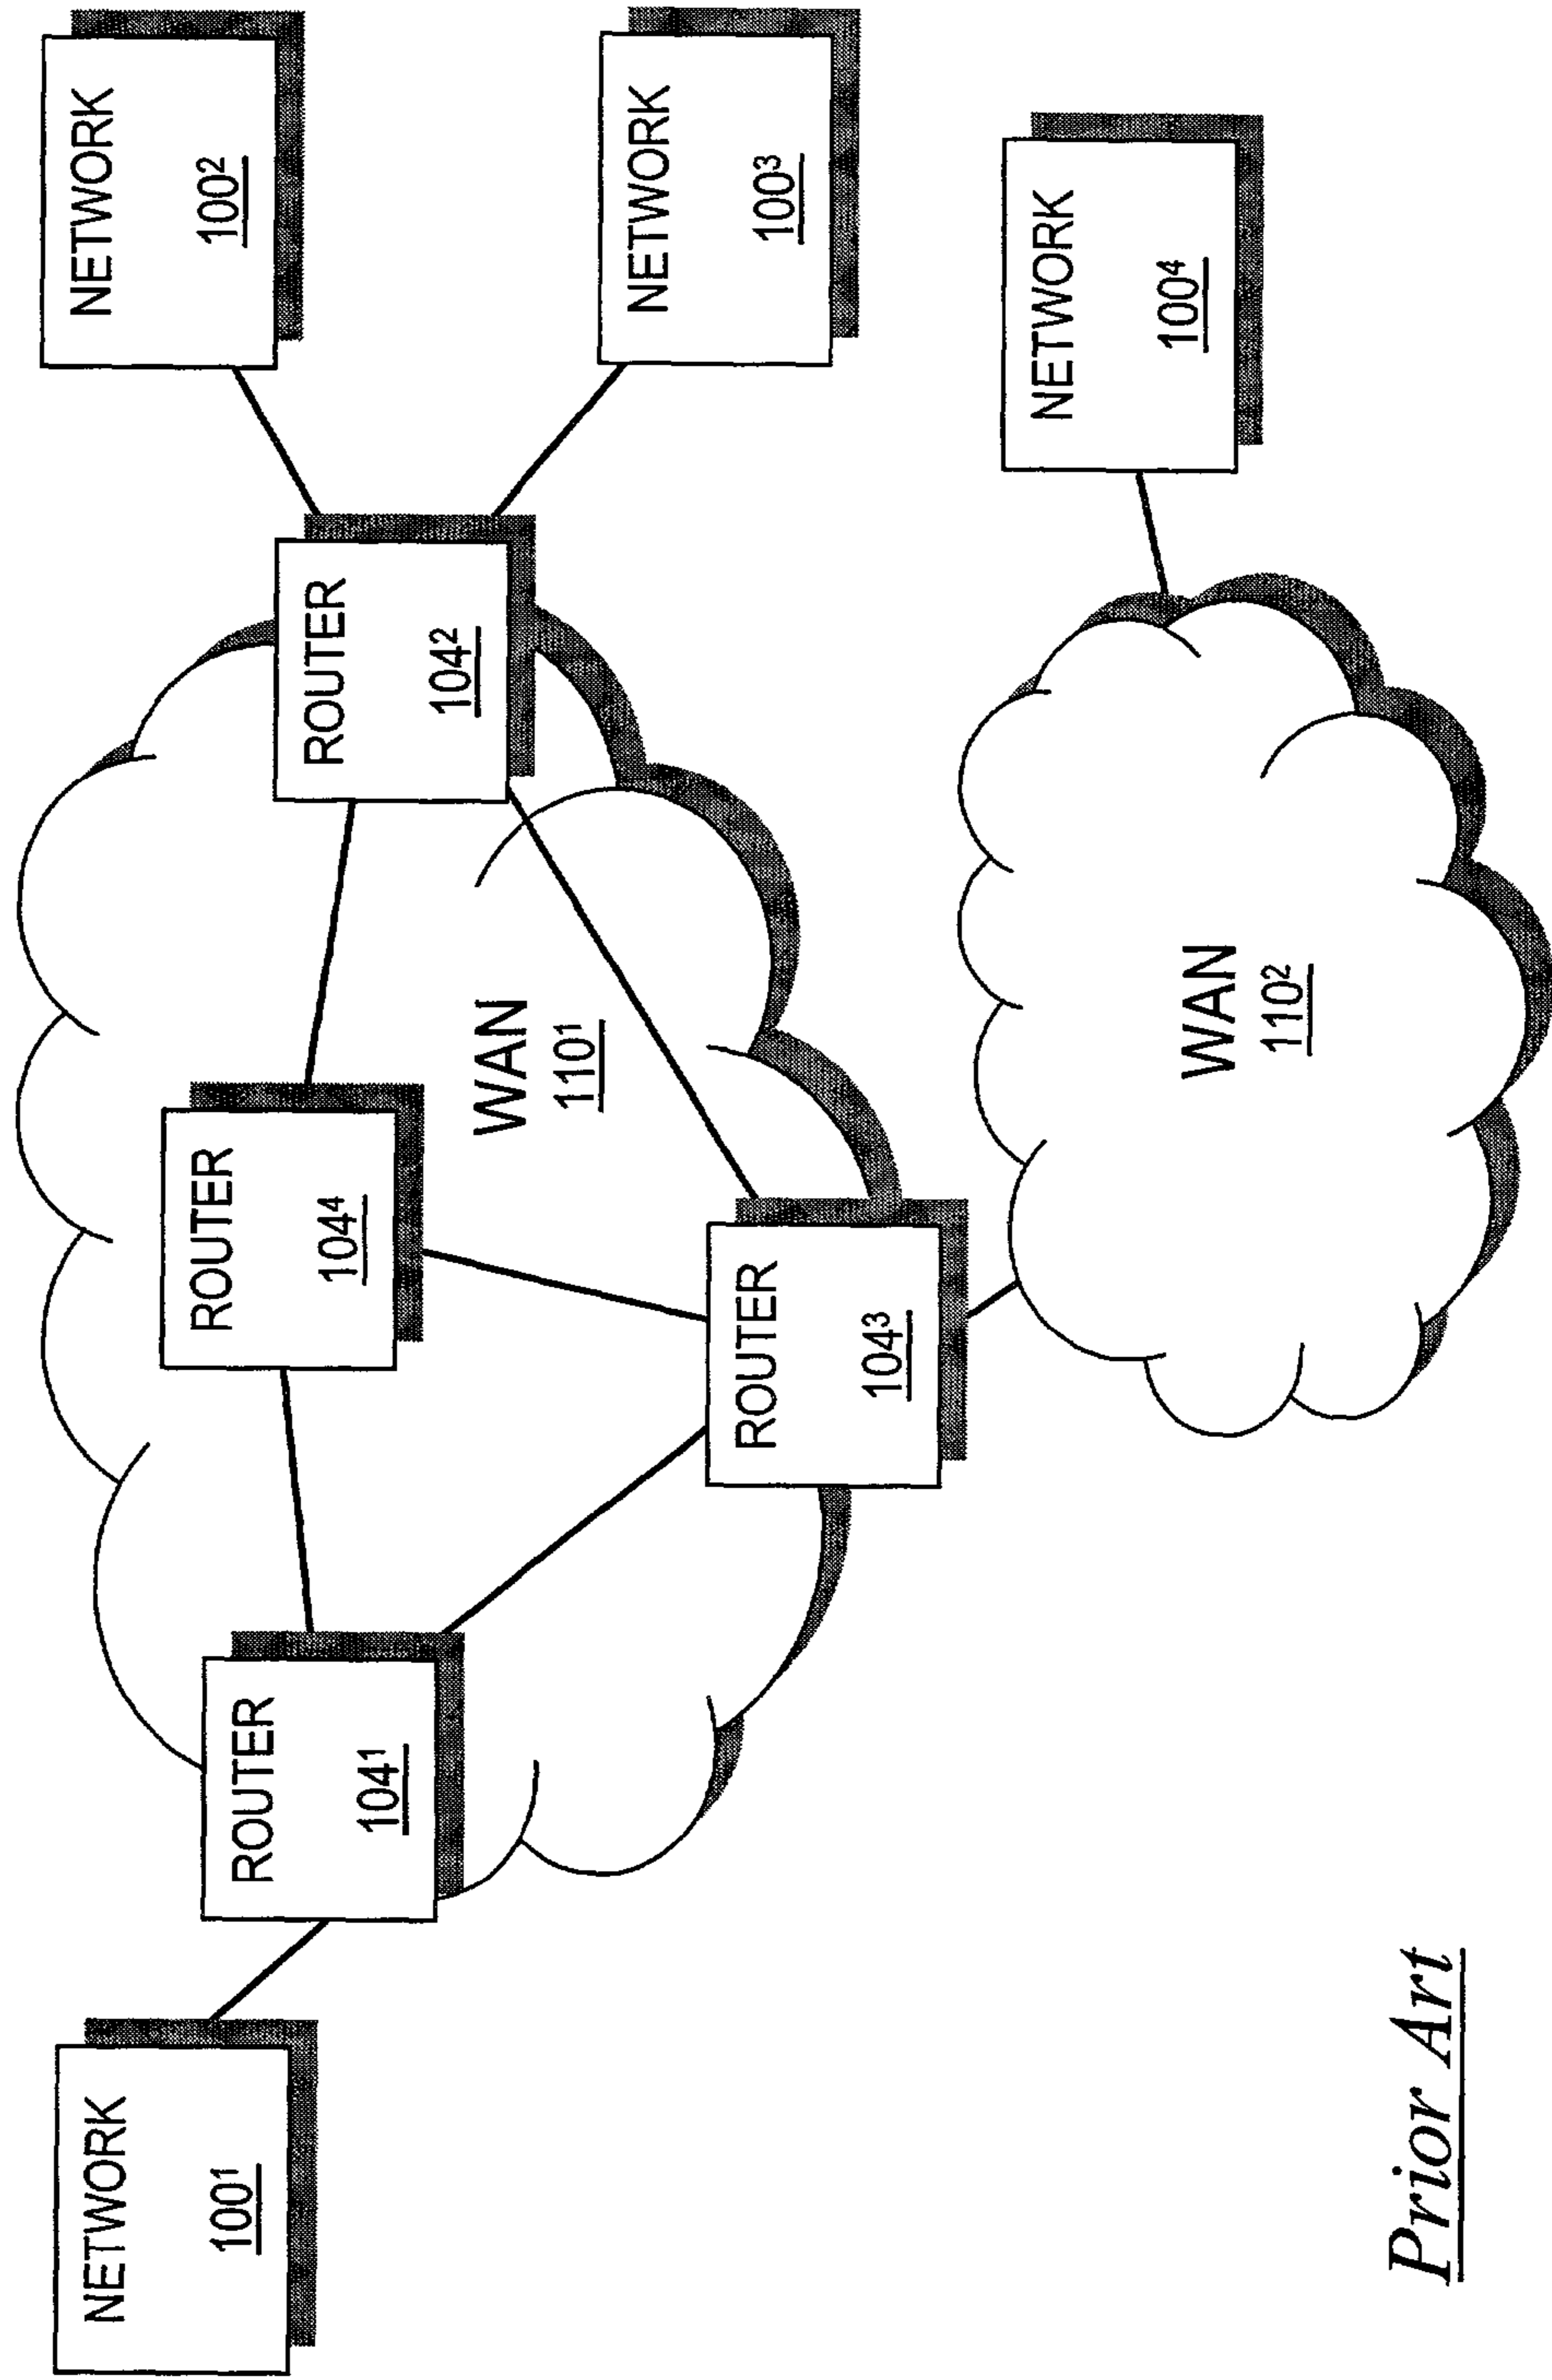 NETWORK
100²
NETWORK
100¹
ROUTER
104⁴
ROUTER
104²
ROUTER
104¹
WAN
110¹
NETWORK
100³
ROUTER
104³
NETWORK
100⁴
WAN
110²
Prior Art